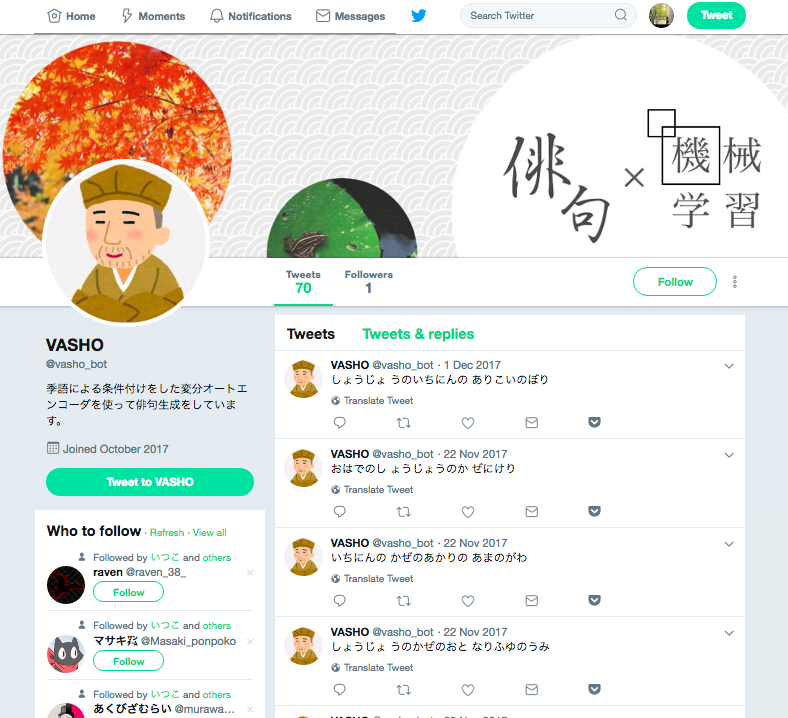 Home
Moments
Notifications
Messages
Search Twitter
Tweet
俳句
×
機械
学習
Tweets
70
Followers
1
Follow
VASHO
@vasho_bot
季語による条件付けをした変分オートエ
ンコーダを使って俳句生成をしていま
す。
Joined October 2017
Tweet to VASHO
Who to follow · Refresh · View all
Followed by いつこ and others
raven @raven_38_
Follow
Followed by いつこ and others
マサキ㌀ @Masaki_ponpoko
Follow
Followed by いつこ and others
あくびざむらい @murawa...
Tweets
Tweets & replies
VASHO @vasho_bot · 1 Dec 2017
しょうじょ うのいちにんの ありこいのぼり
Translate Tweet
VASHO @vasho_bot · 22 Nov 2017
おはでのし ょうじょうのか ぜにけり
Translate Tweet
VASHO @vasho_bot · 22 Nov 2017
いちにんの かぜのあかりの あまのがわ
Translate Tweet
VASHO @vasho_bot · 22 Nov 2017
しょうじょ うのかぜのおと なりふゆのうみ
Translate Tweet